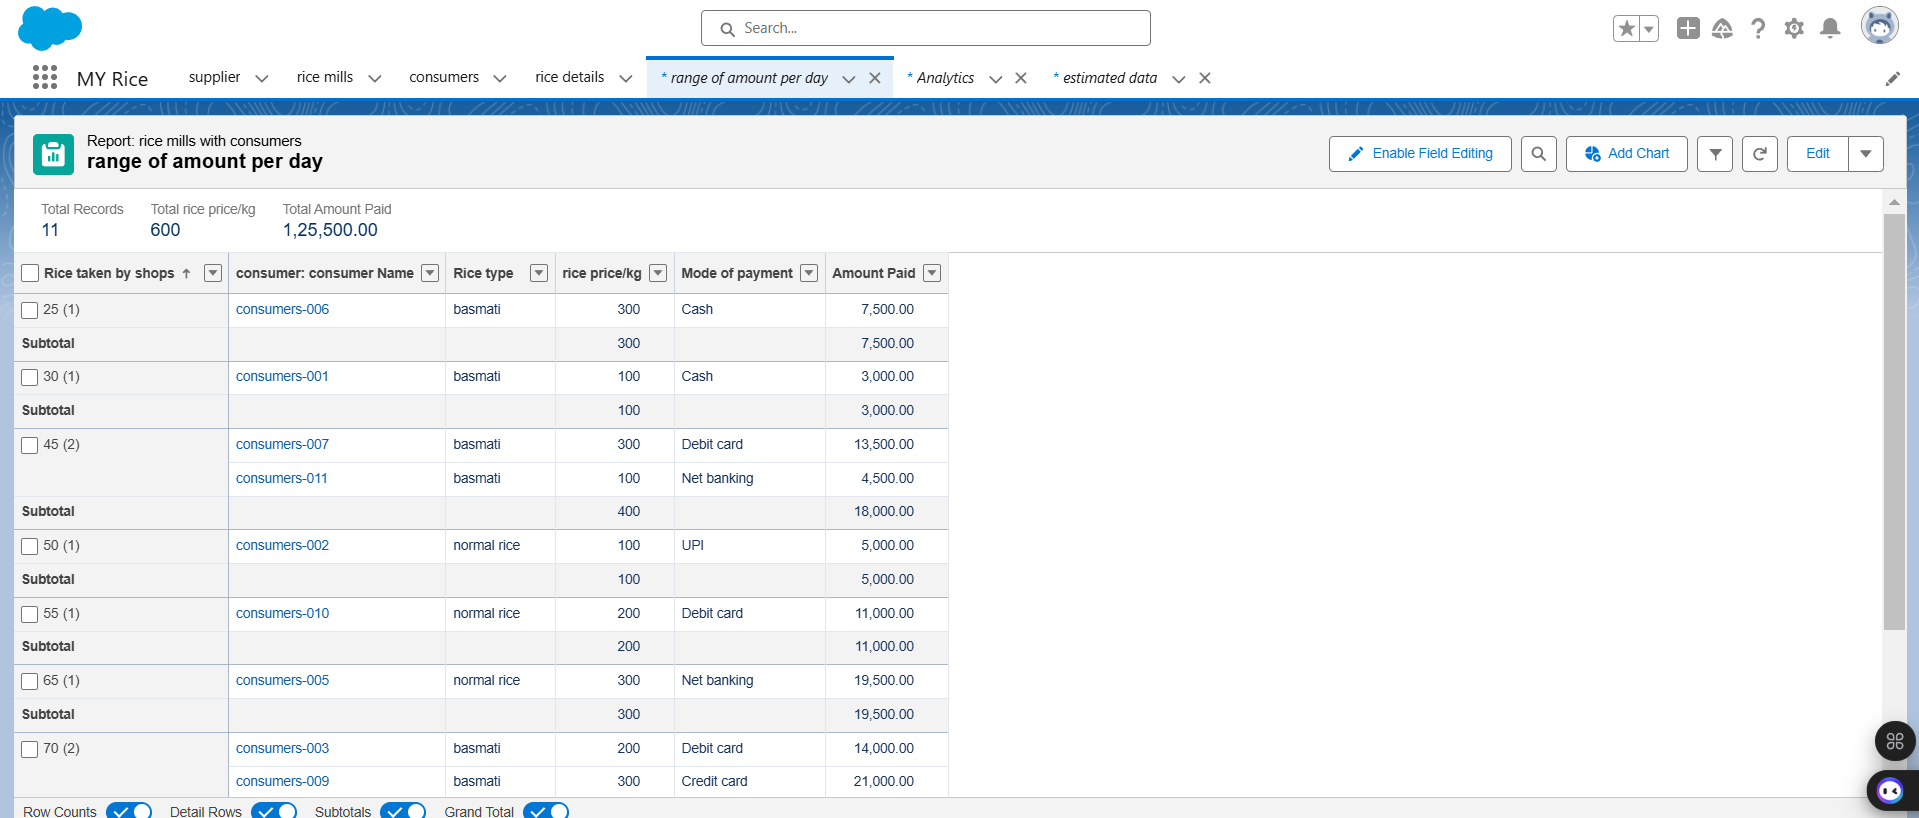 Search...
MY Rice
supplier
rice mills
consumers
rice details
* range of amount per day
* Analytics
* estimated data
Report: rice mills with consumers
range of amount per day
Enable Field Editing
Add Chart
Edit
Total Records Total rice price/kg Total Amount Paid
11 600 1,25,500.00
Rice taken by shops ↑ consumer: consumer Name Rice type rice price/kg Mode of payment Amount Paid
25 (1) consumers-006 basmati 300 Cash 7,500.00
Subtotal 300 7,500.00
30 (1) consumers-001 basmati 100 Cash 3,000.00
Subtotal 100 3,000.00
45 (2) consumers-007 basmati 300 Debit card 13,500.00
consumers-011 basmati 100 Net banking 4,500.00
Subtotal 400 18,000.00
50 (1) consumers-002 normal rice 100 UPI 5,000.00
Subtotal 100 5,000.00
55 (1) consumers-010 normal rice 200 Debit card 11,000.00
Subtotal 200 11,000.00
65 (1) consumers-005 normal rice 300 Net banking 19,500.00
Subtotal 300 19,500.00
70 (2) consumers-003 basmati 200 Debit card 14,000.00
consumers-009 basmati 300 Credit card 21,000.00
Row Counts Detail Rows Subtotals Grand Total